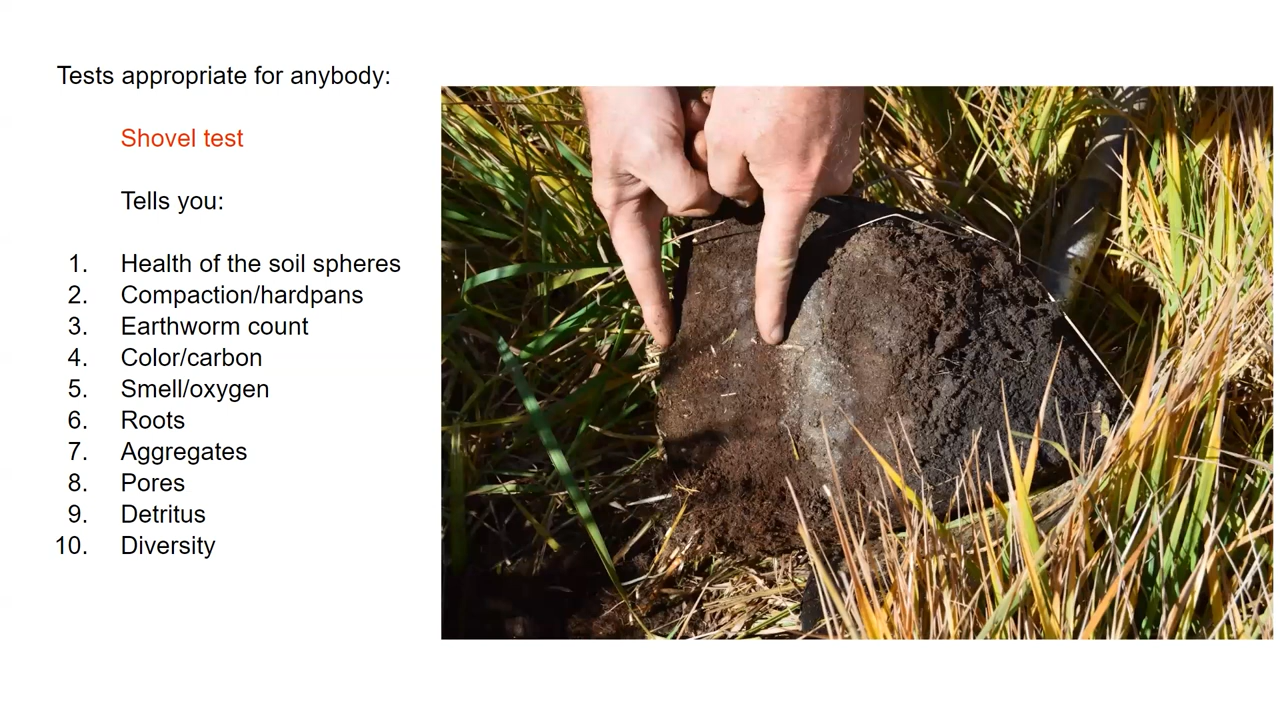 Tests appropriate for anybody:
Shovel test
Tells you:
1. Health of the soil spheres
2. Compaction/hardpans
3. Earthworm count
4. Color/carbon
5. Smell/oxygen
6. Roots
7. Aggregates
8. Pores
9. Detritus
10. Diversity